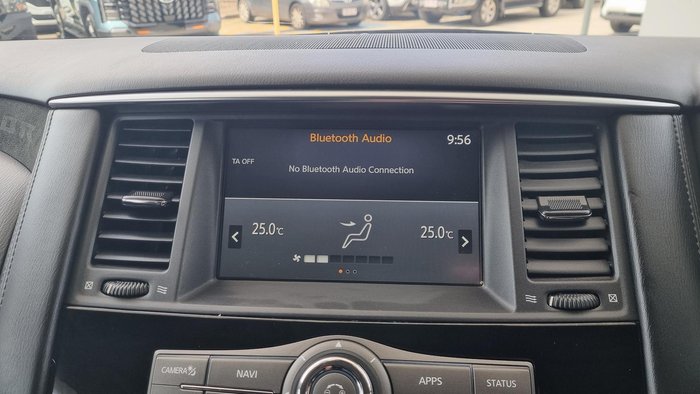 Bluetooth Audio
9:56
TA OFF
No Bluetooth Audio Connection
25.0°C
25.0°C
CAMERA
NAVI
APPS
STATUS